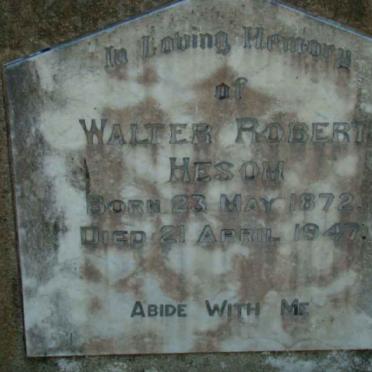 In Loving Memory
of
WALTER ROBERT
HESOM
BORN 23 MAY 1872.
DIED 21 APRIL 1947.
ABIDE WITH ME